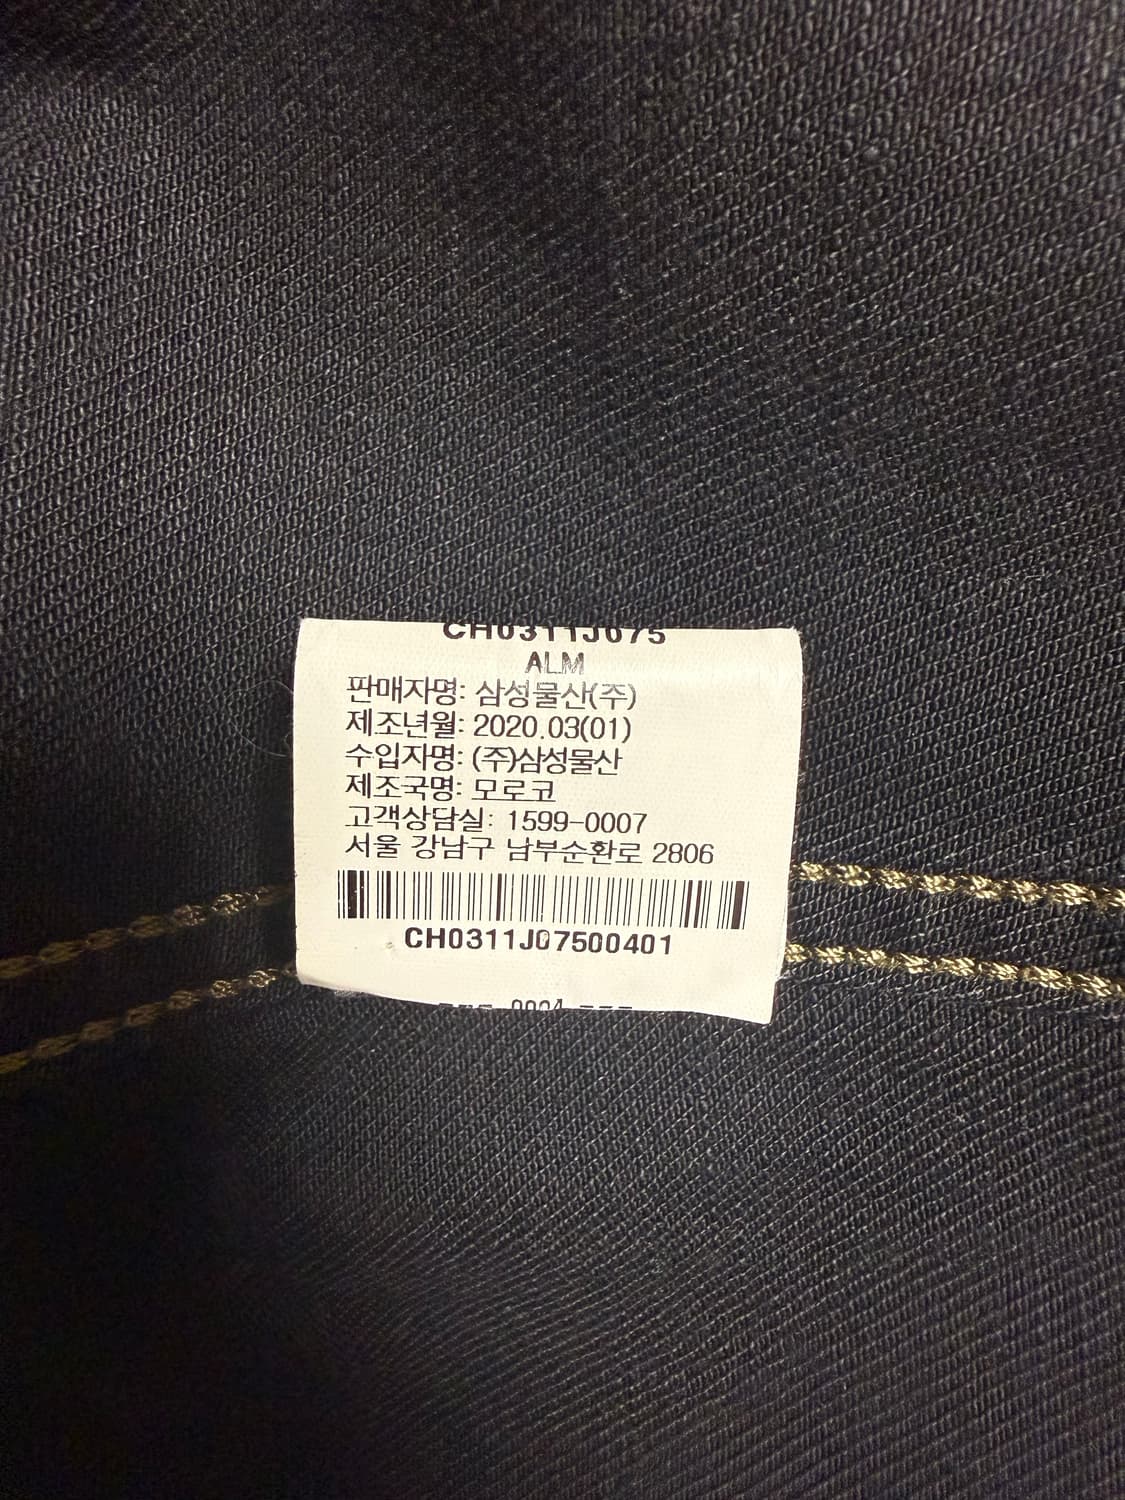 CH0311J075
ALM
판매자명: 삼성물산(주)
제조년월: 2020.03(01)
수입자명: (주)삼성물산
제조국명: 모로코
고객상담실: 1599-0007
서울 강남구 남부순환로 2806
CH0311J07500401